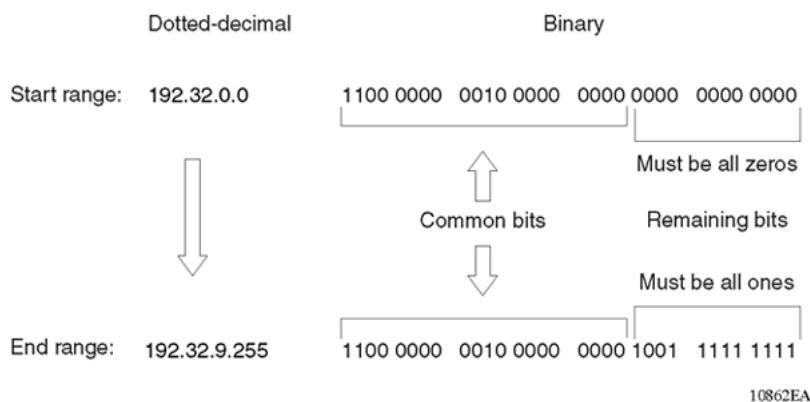 Dotted-decimal Binary
Start range: 192.32.0.0 1100 0000 0010 0000 0000 0000 0000 0000
Must be all zeros
Common bits Remaining bits
Must be all ones
End range: 192.32.9.255 1100 0000 0010 0000 0000 1001 1111 1111
10862EA